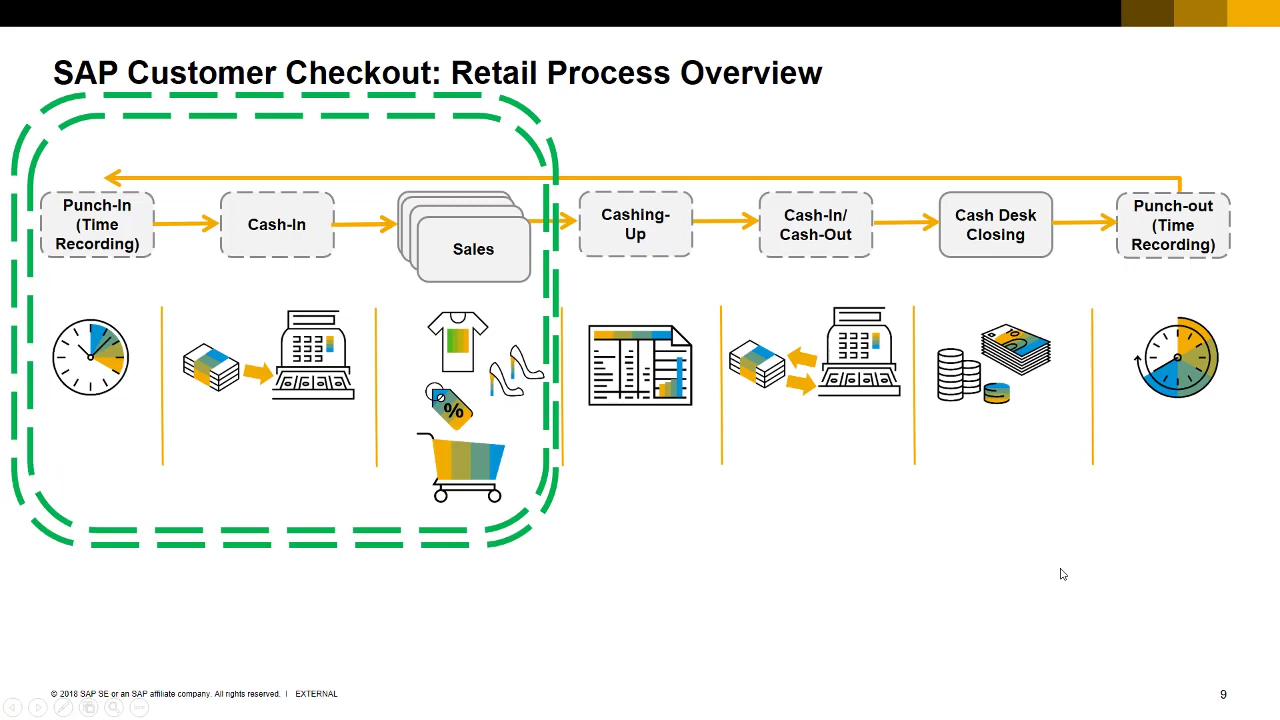 SAP Customer Checkout: Retail Process Overview
Punch-In
(Time
Recording)
Cash-In
Sales
Cashing-
Up
Cash-In/
Cash-Out
Cash Desk
Closing
Punch-out
(Time
Recording)
%
© 2018 SAP SE or an SAP affiliate company. All rights reserved. | EXTERNAL
9